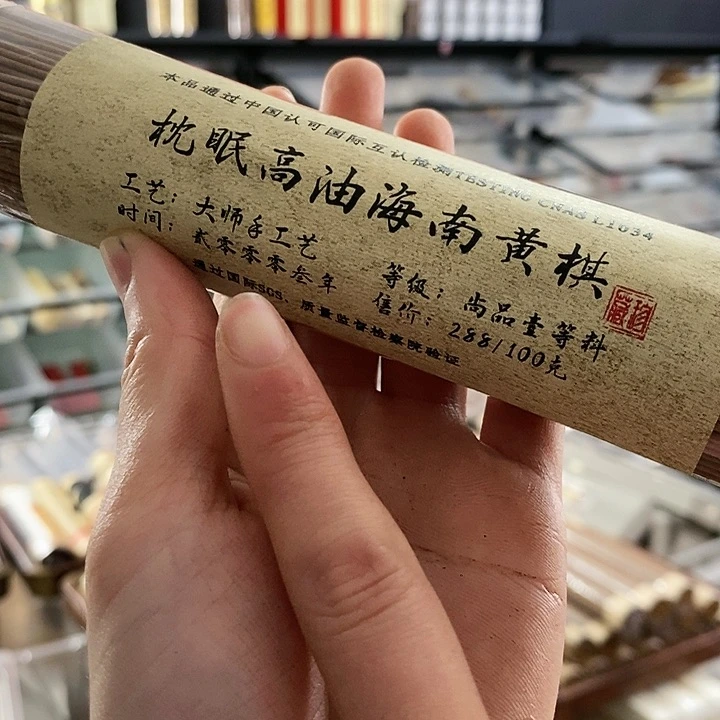 本品通过中国认可国际互认检测TESTING CNAS L1034
枕眠高油海南黄棋
工艺：大师手工艺
时间：贰零零零叁年
等级：尚品壹等料
售价：288/100克
通过国际SGS、质量监督检察院验证
珍藏